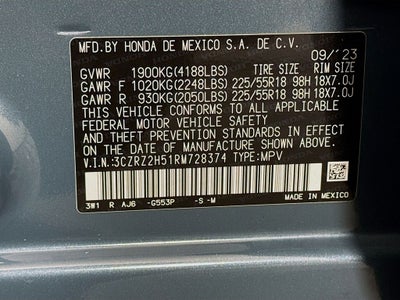 MFD.BY HONDA DE MEXICO S.A. DE C.V.
09/'23
GVWR 1900KG(4188LBS) TIRE SIZE RIM SIZE
GAWR F 1020KG(2248LBS) 225/55R18 98H 18X7.0J
GAWR R 930KG(2050LBS) 225/55R18 98H 18X7.0J
THIS VEHICLE CONFORMS TO ALL APPLICABLE
FEDERAL MOTOR VEHICLE SAFETY, BUMPER,
AND THEFT PREVENTION STANDARDS IN EFFECT ON
THE DATE OF MANUFACTURE SHOWN ABOVE.
V.I.N:3CZRZ2H51RM728374 TYPE:MPV
3W1 R AJ6 -G553P -S -M
MADE IN MEXICO